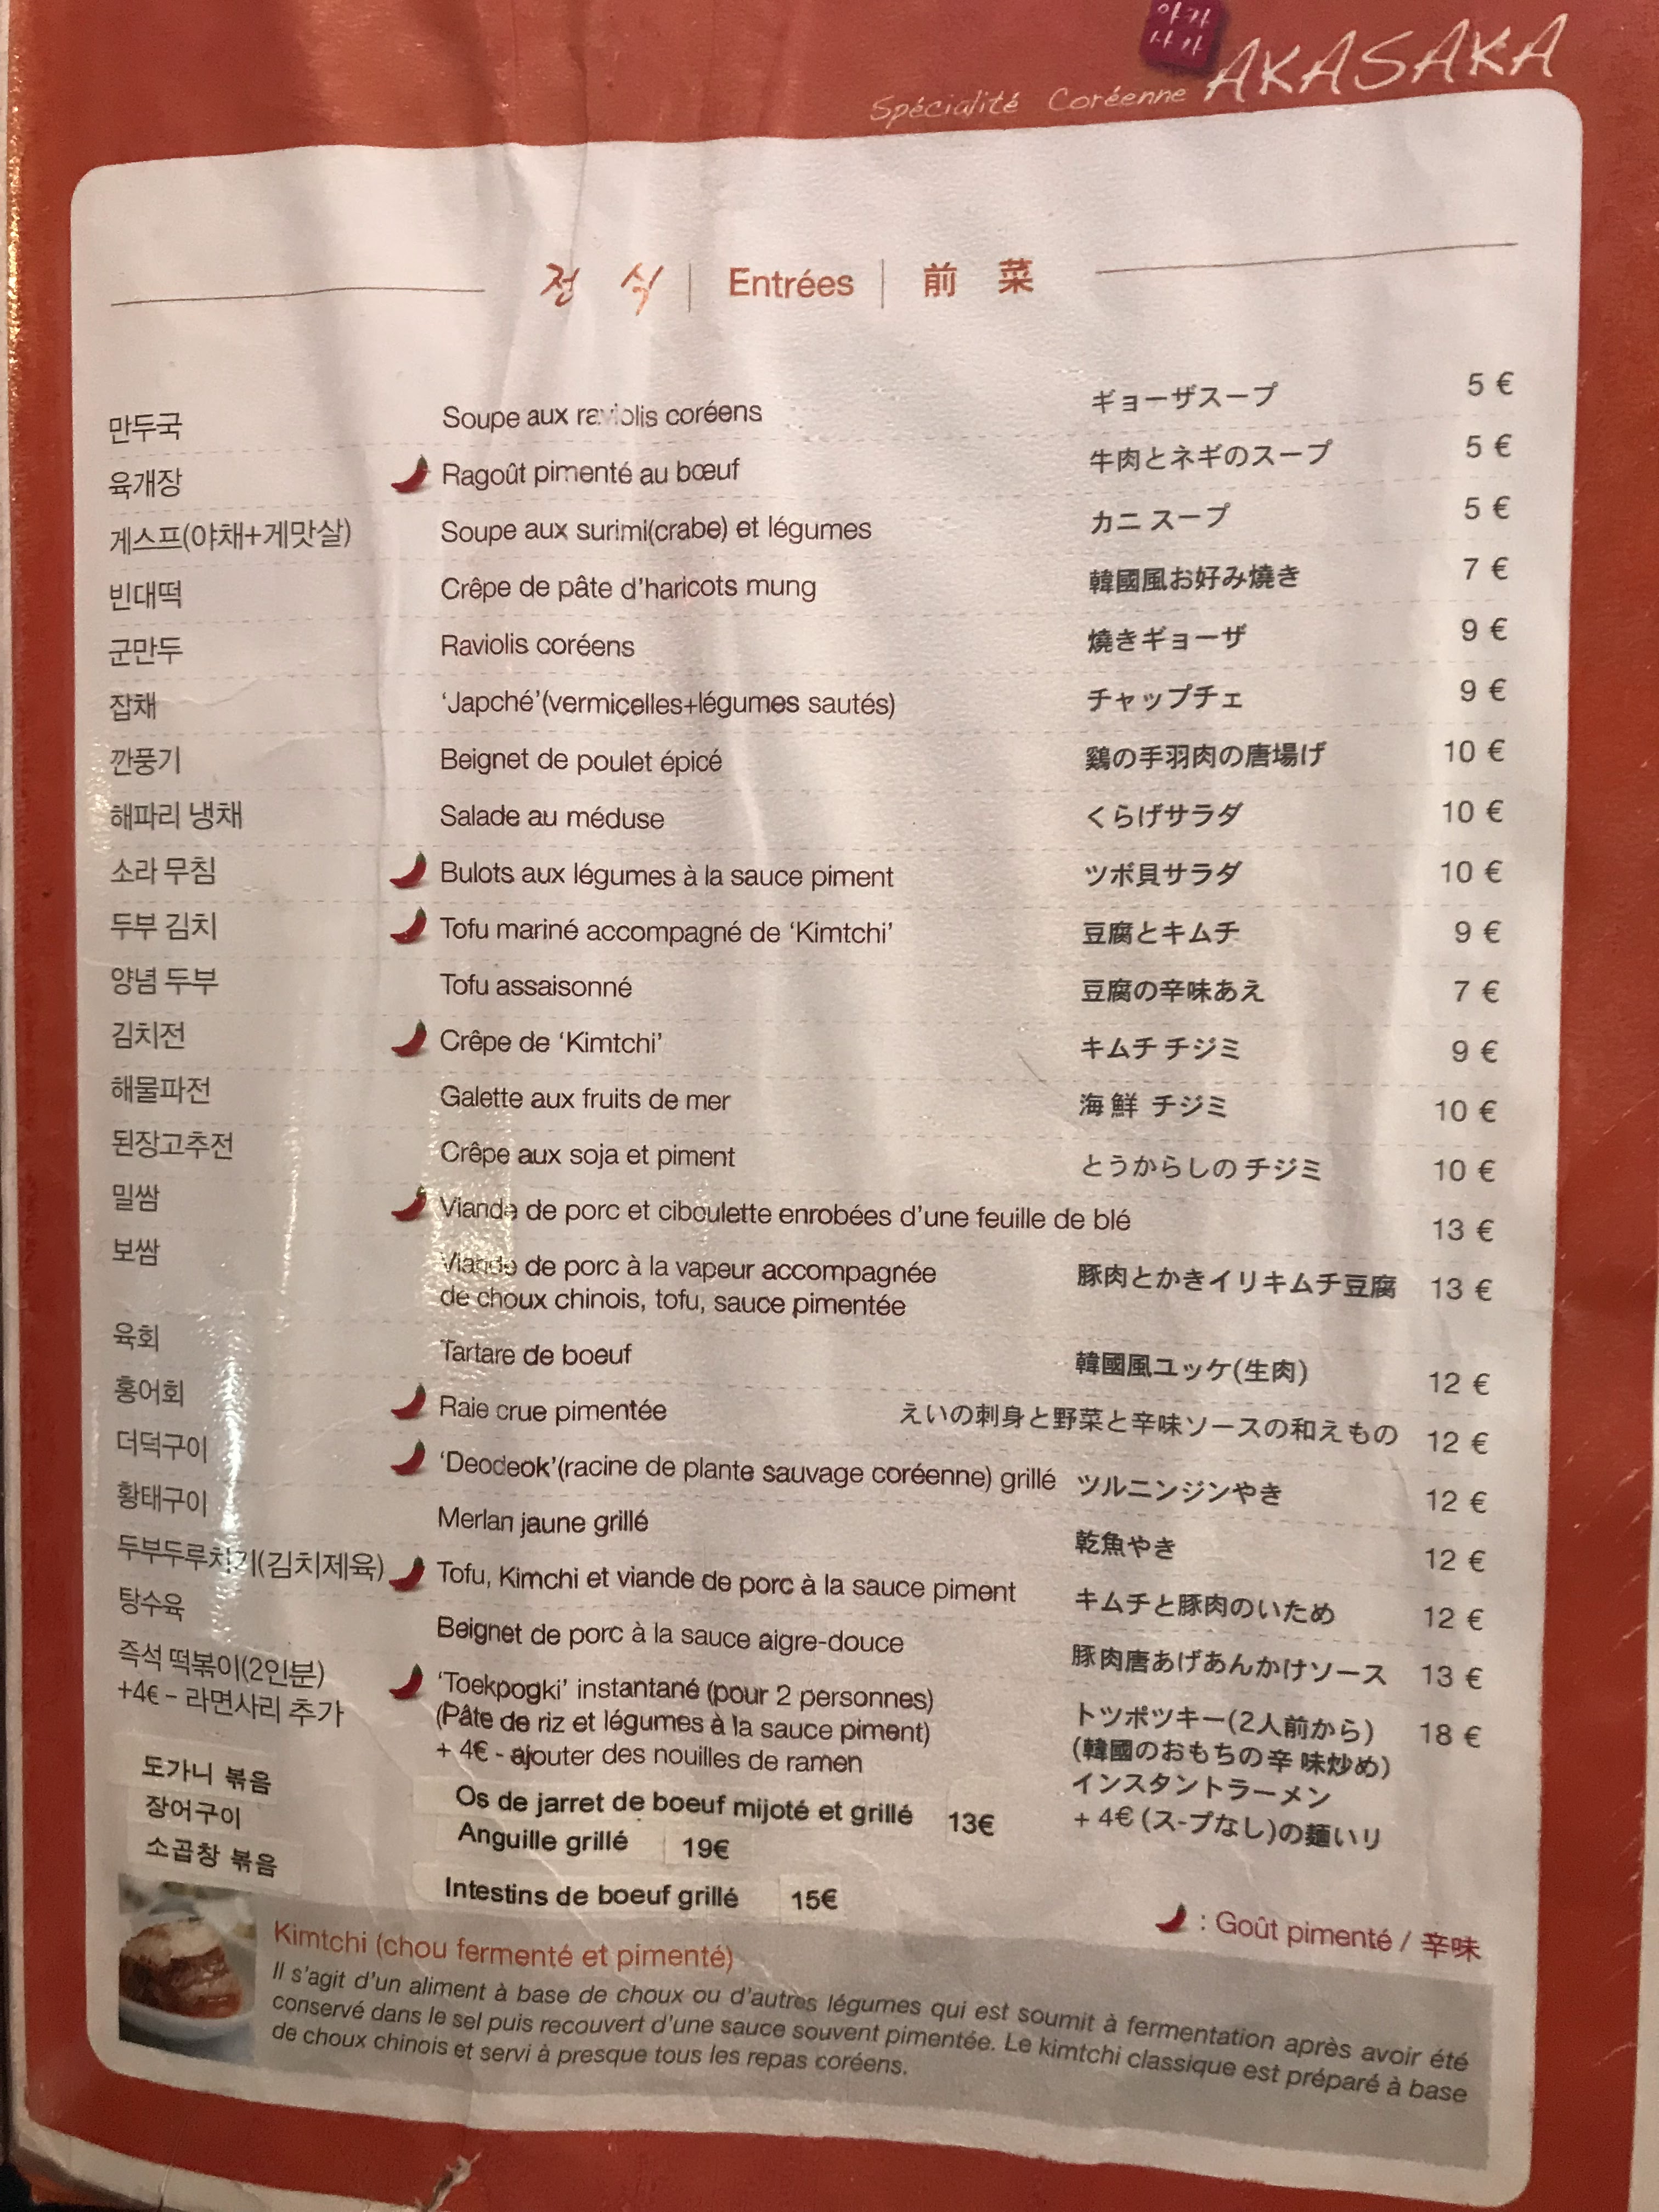 아카
사카
Spécialité Coréenne AKASAKA
전 식 | Entrées | 前 菜
만두국 Soupe aux raviolis coréens ギョーザスープ 5 €
육개장 Ragoût pimenté au bœuf 牛肉とネギのスープ 5 €
게스프(야채+게맛살) Soupe aux surimi(crabe) et légumes カニ スープ 5 €
빈대떡 Crêpe de pâte d'haricots mung 韓國風お好み燒き 7 €
군만두 Raviolis coréens 燒きギョーザ 9 €
잡채 'Japché'(vermicelles+légumes sautés) チャップチェ 9 €
깐풍기 Beignet de poulet épicé 鷄の手羽肉の唐揚げ 10 €
해파리 냉채 Salade au méduse くらげサラダ 10 €
소라 무침 Bulots aux légumes à la sauce piment ツボ貝サラダ 10 €
두부 김치 Tofu mariné accompagné de 'Kimtchi' 豆腐とキムチ 9 €
양념 두부 Tofu assaisonné 豆腐の辛味あえ 7 €
김치전 Crêpe de 'Kimtchi' キムチ チジミ 9 €
해물파전 Galette aux fruits de mer 海鮮 チジミ 10 €
된장고추전 Crêpe aux soja et piment とうからしの チジミ 10 €
밀쌈 Viande de porc et ciboulette enrobées d'une feuille de blé 13 €
보쌈 Viande de porc à la vapeur accompagnée 豚肉とかきイリキムチ豆腐 13 €
de choux chinois, tofu, sauce pimentée
육회 Tartare de boeuf 韓國風ユッケ(生肉) 12 €
홍어회 Raie crue pimentée えいの刺身と野菜と辛味ソースの和えもの 12 €
더덕구이 'Deodeok'(racine de plante sauvage coréenne) grillé ツルニンジンやき 12 €
황태구이 Merlan jaune grillé 乾魚やき 12 €
두부두루치기(김치제육) Tofu, Kimchi et viande de porc à la sauce piment キムチと豚肉のいため 12 €
탕수육 Beignet de porc à la sauce aigre-douce 豚肉唐あげあんかけソース 13 €
즉석 떡볶이(2인분) 'Toekpogki' instantané (pour 2 personnes) トツポツキー(2人前から) 18 €
+4€ - 라면사리 추가 (Pâte de riz et légumes à la sauce piment) (韓國のおもちの辛 味炒め)
+ 4€ - ajouter des nouilles de ramen インスタントラーメン
+ 4€ (ス-プなし)の麵いリ
도가니 볶음 Os de jarret de boeuf mijoté et grillé 13€
장어구이 Anguille grillé 19€
소곱창 볶음 Intestins de boeuf grillé 15€
: Goût pimenté / 辛味
Kimtchi (chou fermenté et pimenté)
Il s'agit d'un aliment à base de choux ou d'autres légumes qui est soumit à fermentation après avoir été
conservé dans le sel puis recouvert d'une sauce souvent pimentée. Le kimtchi classique est préparé à base
de choux chinois et servi à presque tous les repas coréens.